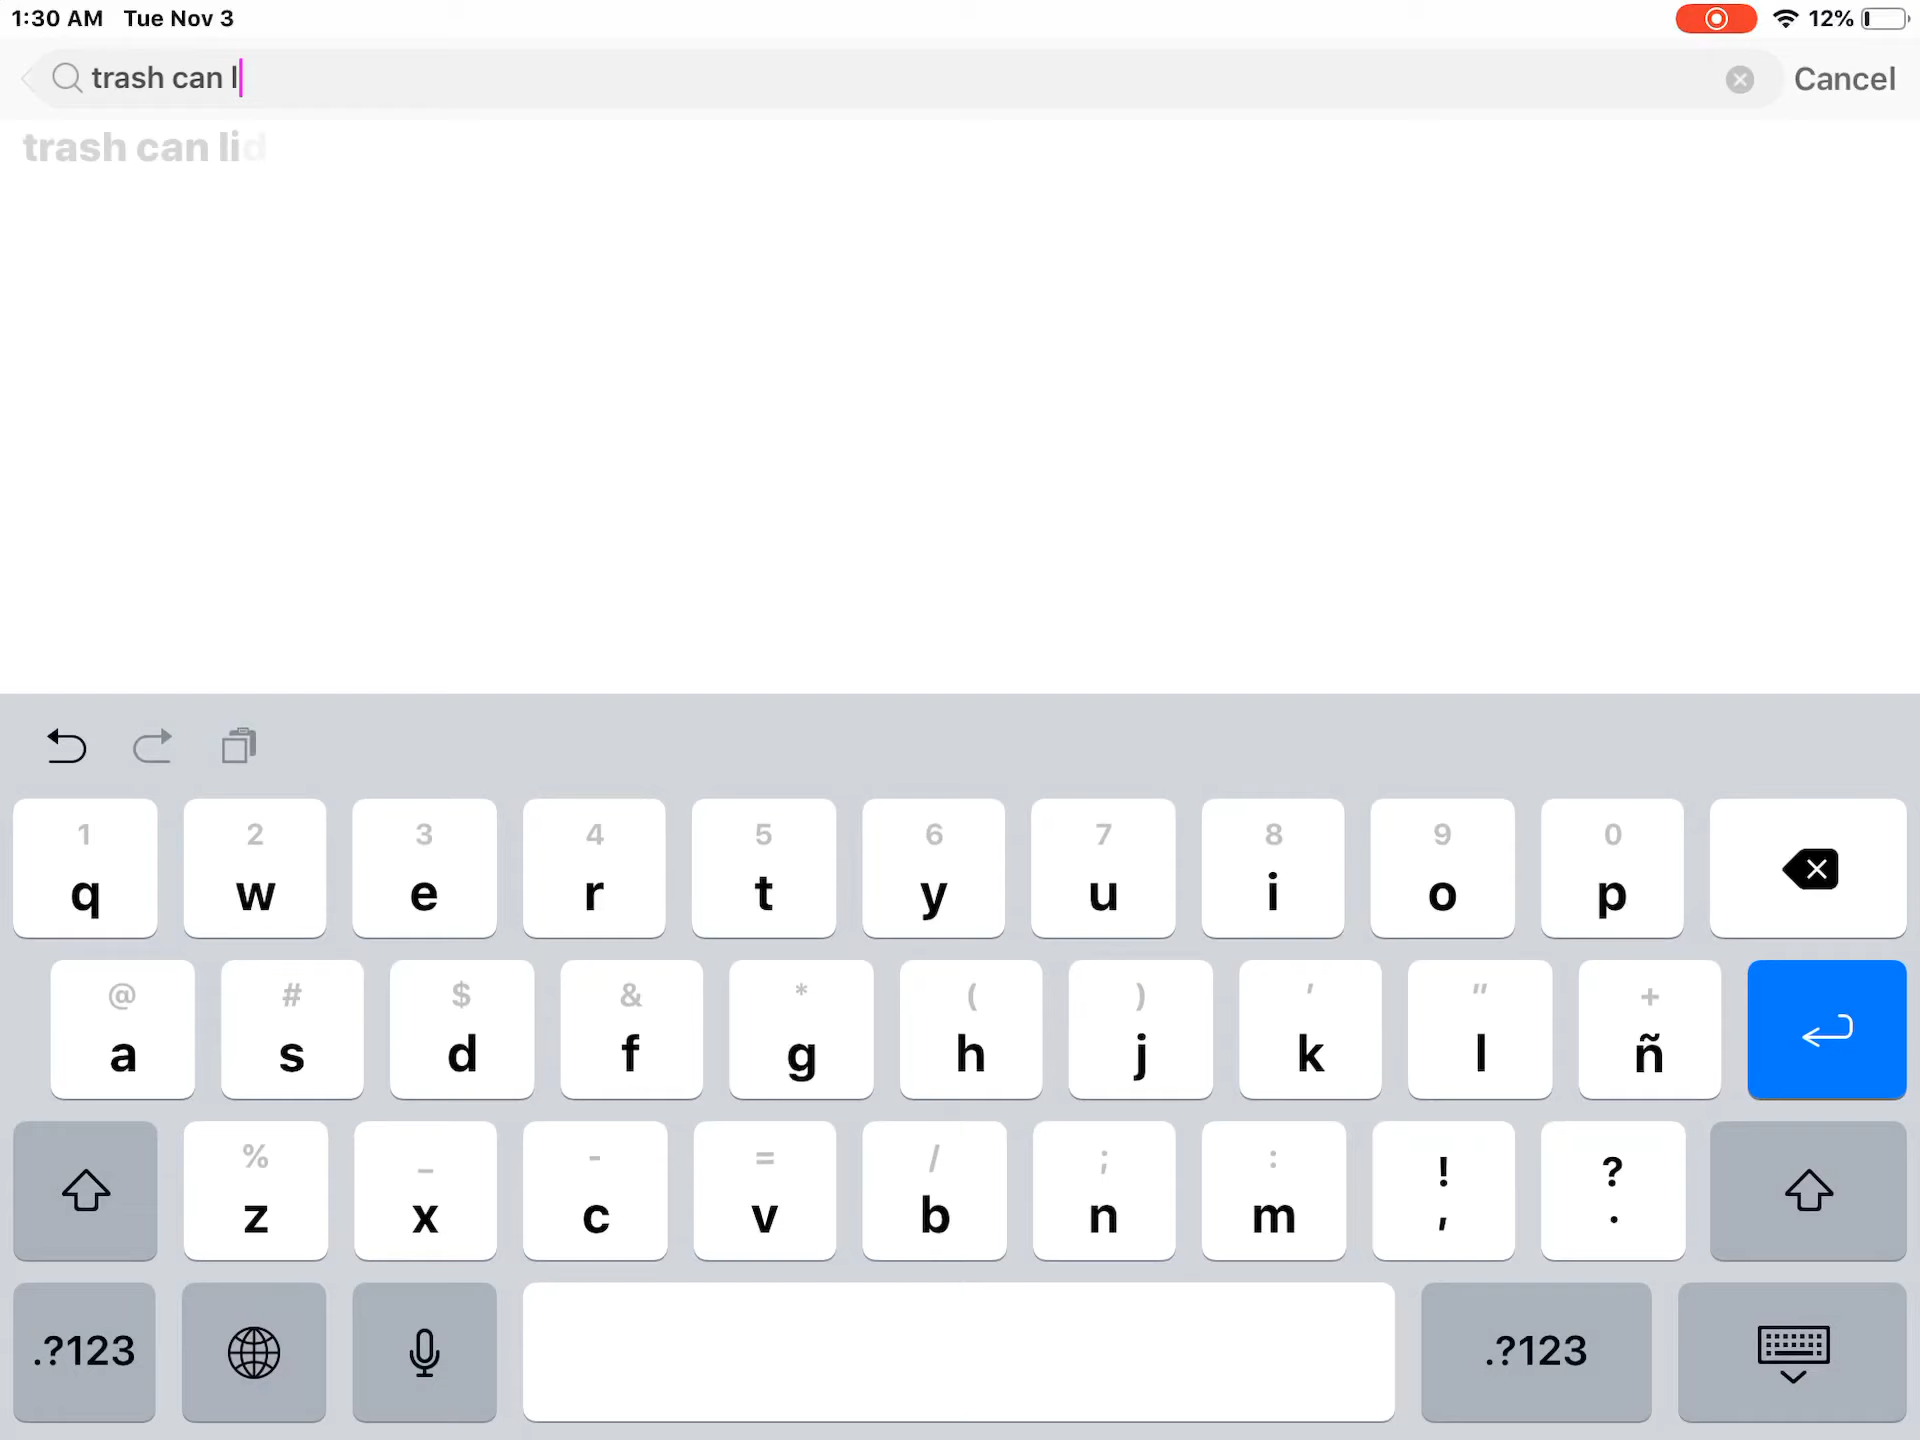 1:30 AM Tue Nov 3 12%
trash can l Cancel
trash can lid
1 2 3 4 5 6 7 8 9 0
q w e r t y u i o p
@ # $ & * ( ) ' " +
a s d f g h j k l ñ
% _ - = / ; : ! ?
z x c v b n m , .
.?123 .?123